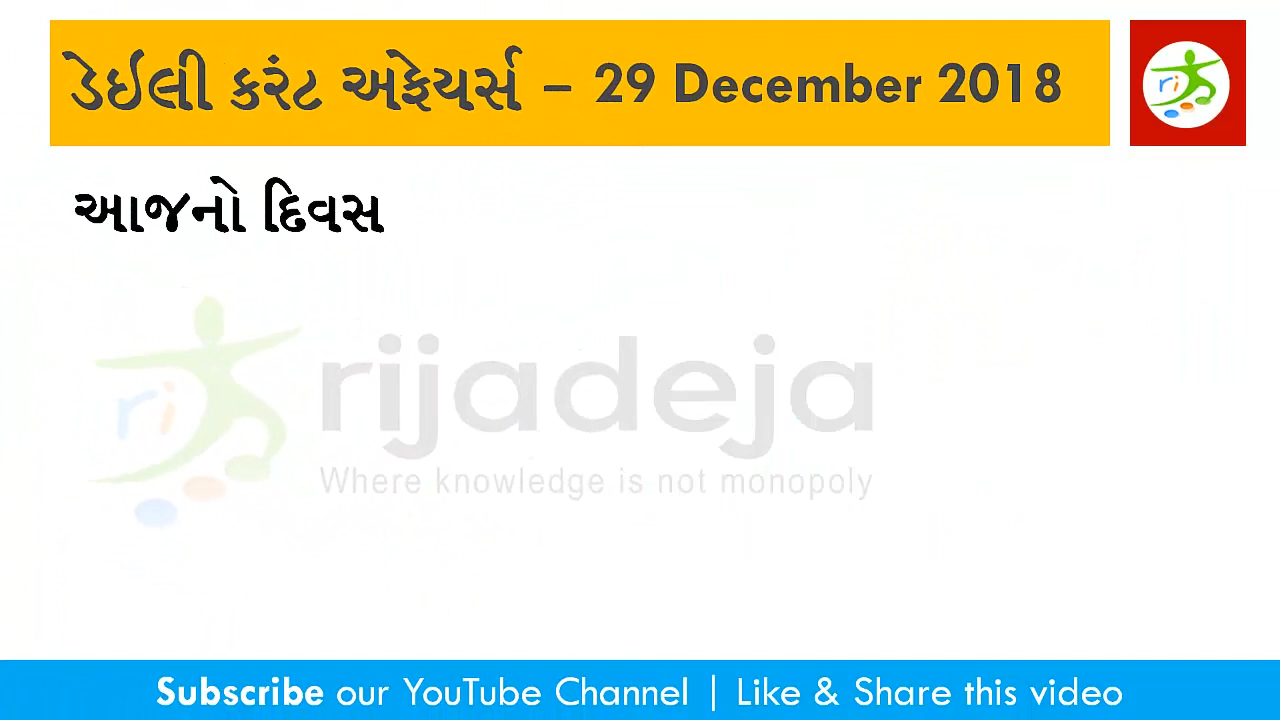 ડેઈલી કરંટ અફેયર્સ – 29 December 2018
ri
આજનો દિવસ
ri rijadeja
Where knowledge is not monopoly
Subscribe our YouTube Channel | Like & Share this video